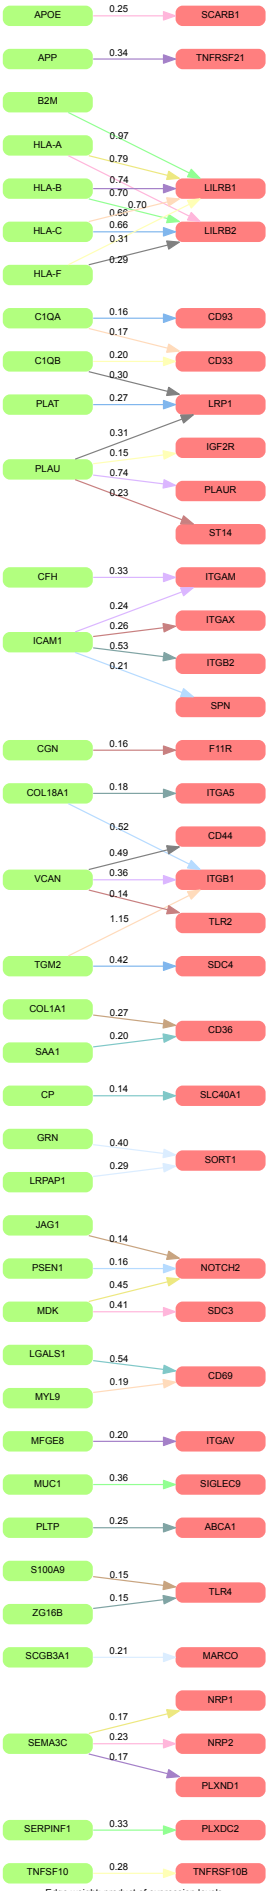 APOE 0.25 SCARB1
APP 0.34 TNFRSF21
B2M
0.97
HLA-A
0.79
HLA-B 0.74 LILRB1
0.70
0.70
HLA-C 0.66 LILRB2
0.66
0.31
HLA-F
0.29
C1QA 0.16 CD93
0.17
C1QB 0.20 CD33
0.30
PLAT 0.27 LRP1
0.31
IGF2R
0.15
PLAU
0.74 PLAUR
0.23
ST14
CFH 0.33 ITGAM
0.24
ITGAX
0.26
ICAM1
0.53 ITGB2
0.21
SPN
CGN 0.16 F11R
COL18A1 0.18 ITGA5
0.52
CD44
0.49
VCAN 0.36 ITGB1
0.14
TLR2
1.15
TGM2 0.42 SDC4
COL1A1 0.27
CD36
SAA1 0.20
CP 0.14 SLC40A1
GRN 0.40
SORT1
LRPAP1 0.29
JAG1
0.14
PSEN1 0.16 NOTCH2
0.45
MDK 0.41 SDC3
LGALS1 0.54
CD69
MYL9 0.19
MFGE8 0.20 ITGAV
MUC1 0.36 SIGLEC9
PLTP 0.25 ABCA1
S100A9 0.15
TLR4
ZG16B 0.15
SCGB3A1 0.21 MARCO
NRP1
0.17
SEMA3C 0.23 NRP2
0.17
PLXND1
SERPINF1 0.33 PLXDC2
TNFSF10 0.28 TNFRSF10B